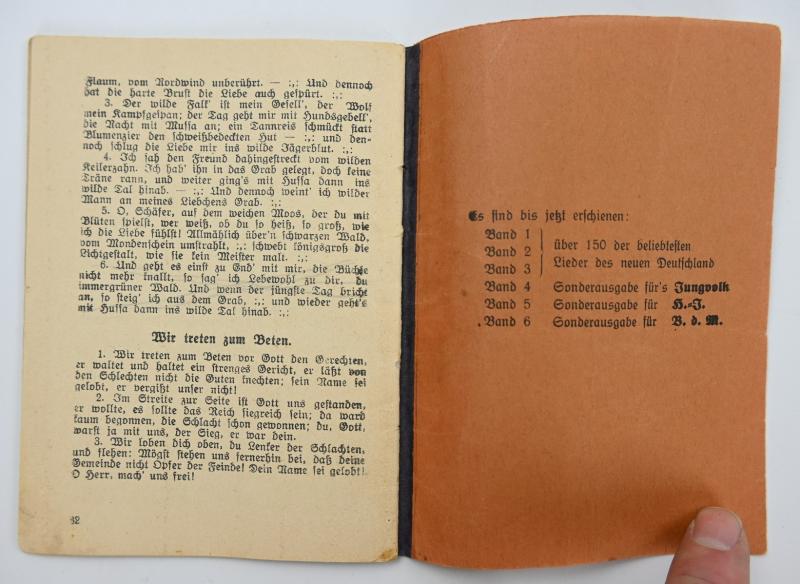 Flaum, vom Nordwind unberührt. — :,: Und dennoch
hat die harte Brust die Liebe auch gespürt. :,:
3. Der wilde Falk' ist mein Gesell', der Wolf
mein Kampfgespan; der Tag geht mir mit Hundsgebell',
die Nacht mit Hussa an; ein Tannreis schmückt statt
Blumenzier den schweißbedeckten Hut — :,: und den-
noch schlug die Liebe mir ins wilde Jägerblut. :,:
4. Ich sah den Freund dahingestreckt vom wilden
Keilerzahn. Ich hab' ihn in das Grab gelegt, doch keine
Träne rann, und weiter ging's mit Hussa dann ins
wilde Tal hinab. — :,: Und dennoch weint' ich wilder
Mann an meines Liebchens Grab. :,:
5. O, Schäfer, auf dem weichen Moos, der du mit
Blüten spielst, wer weiß, ob du so heiß, so groß, wie
ich die Liebe fühlst! Allmählich über'n schwarzen Wald,
vom Mondenschein umstrahlt, :,: schwebt königsgroß die
Lichtgestalt, wie sie kein Meister malt. :,:
6. Und geht es einst zu End' mit mir, die Büchse
nicht mehr knallt, so sag' ich Lebewohl zu dir, du
immergrüner Wald. Und wenn der jüngste Tag bricht
an, so steig' ich aus dem Grab, :,: und wieder geht's
mit Hussa dann ins wilde Tal hinab. :,:
Wir treten zum Beten.
1. Wir treten zum Beten vor Gott den Gerechten,
er waltet und haltet ein strenges Gericht, er läßt von
den Schlechten nicht die Guten knechten; sein Name sei
gelobt, er vergißt unser nicht!
2. Im Streite zur Seite ist Gott uns gestanden,
er wollte, es sollte das Reich siegreich sein; da ward
kaum begonnen, die Schlacht schon gewonnen; du, Gott,
warst ja mit uns, der Sieg, er war dein.
3. Wir loben dich oben, du Lenker der Schlachten,
und flehen: Mögst stehen uns fernerhin bei, daß deine
Gemeinde nicht Opfer der Feinde! Dein Name sei gelobt!
O Herr, mach' uns frei!
32
Es sind bis jetzt erschienen:
Band 1
Band 2 über 150 der beliebtesten
Band 3 Lieder des neuen Deutschland
Band 4 Sonderausgabe für's Jungvolk
Band 5 Sonderausgabe für H.-J.
Band 6 Sonderausgabe für B. d. M.